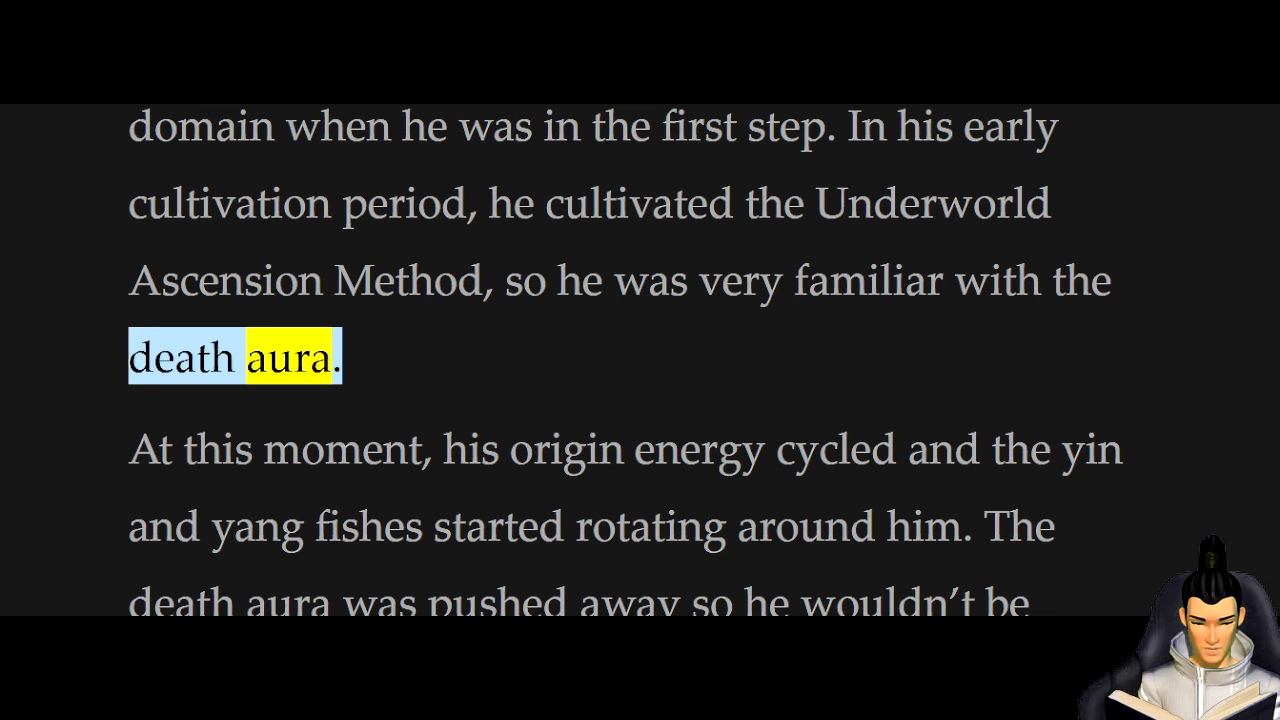 domain when he was in the first step. In his early
cultivation period, he cultivated the Underworld
Ascension Method, so he was very familiar with the
death aura.
At this moment, his origin energy cycled and the yin
and yang fishes started rotating around him. The
death aura was pushed away so he wouldn’t be